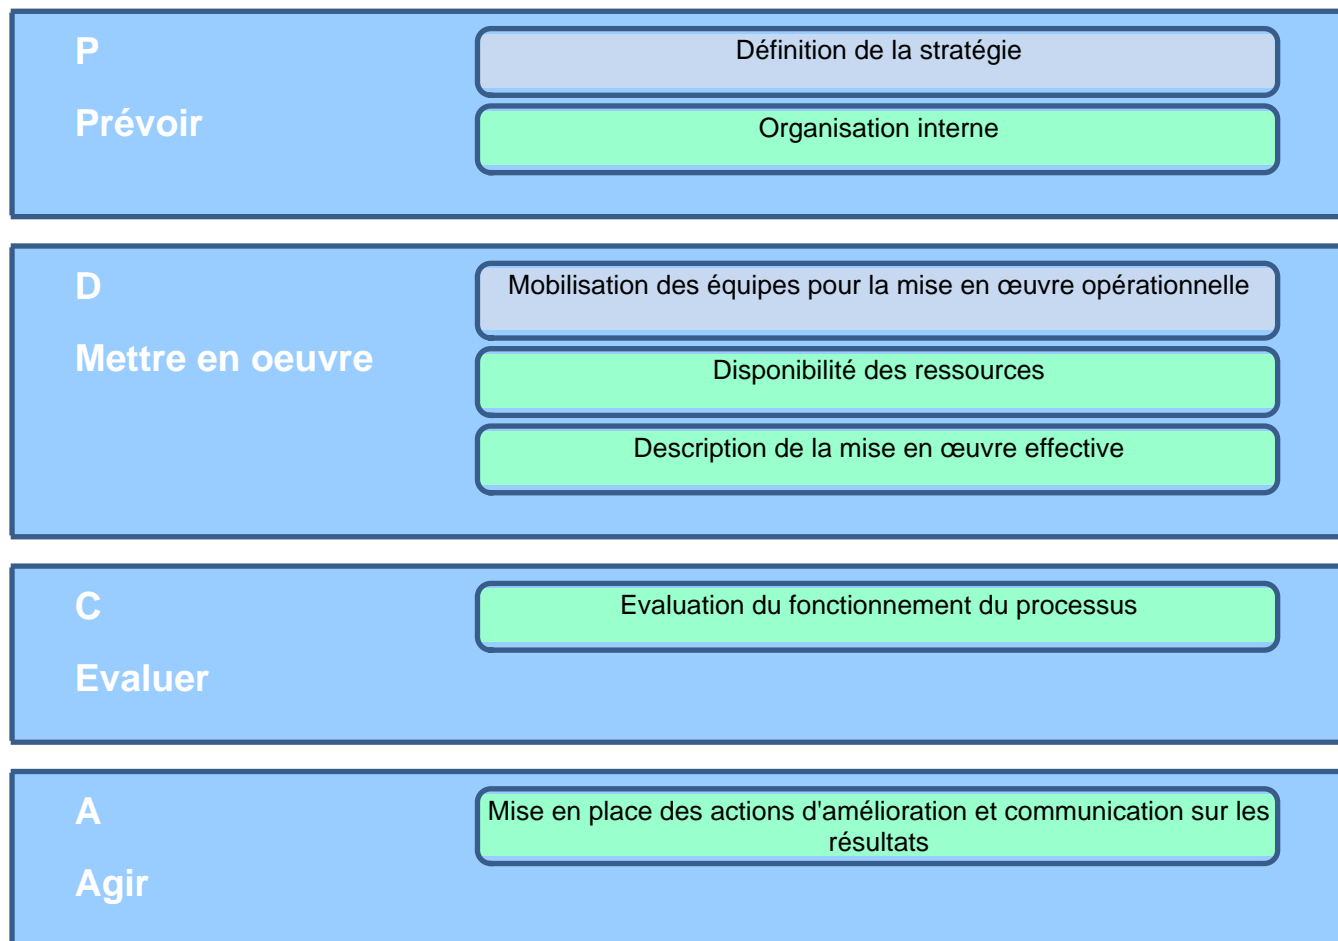 P
Prévoir
Définition de la stratégie
Organisation interne
D
Mettre en oeuvre
Mobilisation des équipes pour la mise en œuvre opérationnelle
Disponibilité des ressources
Description de la mise en œuvre effective
C
Evaluer
Evaluation du fonctionnement du processus
A
Agir
Mise en place des actions d'amélioration et communication sur les
résultats